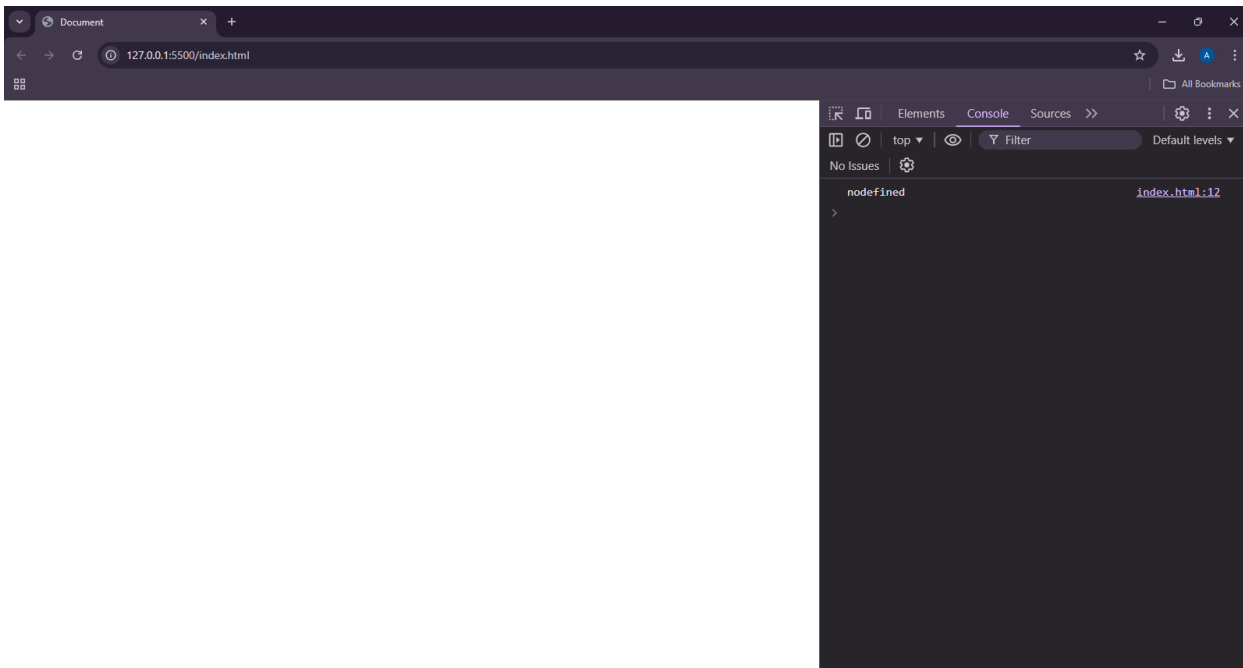 Document
127.0.0.1:5500/index.html
A
All Bookmarks
Elements Console Sources
top Filter Default levels
No Issues
nodefined index.html:12